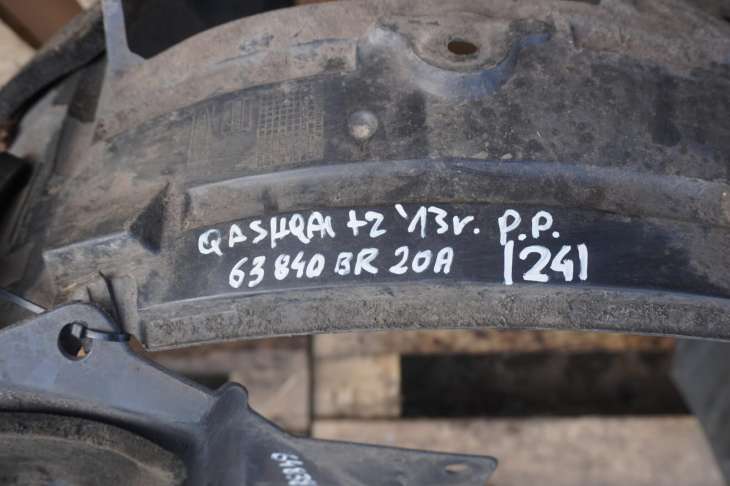 QASHQAI +2 '13r. P.P.
63840 BR 20A |24|